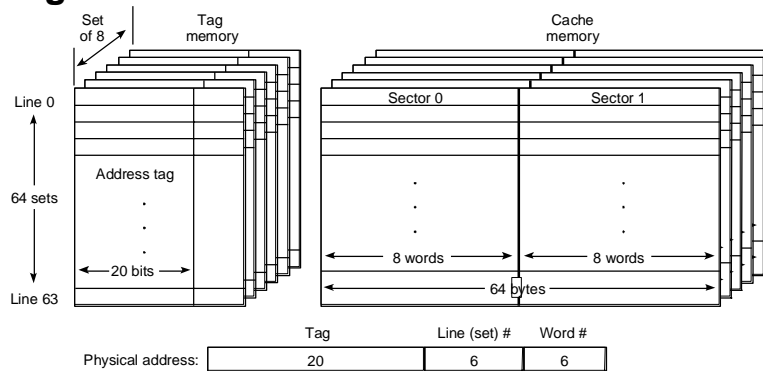 Set
of 8
Tag
memory
Cache
memory
Line 0
Sector 0
Sector 1
Address tag
64 sets
8 words
8 words
20 bits
Line 63
64 bytes
Tag
Line (set) #
Word #
Physical address:
20
6
6